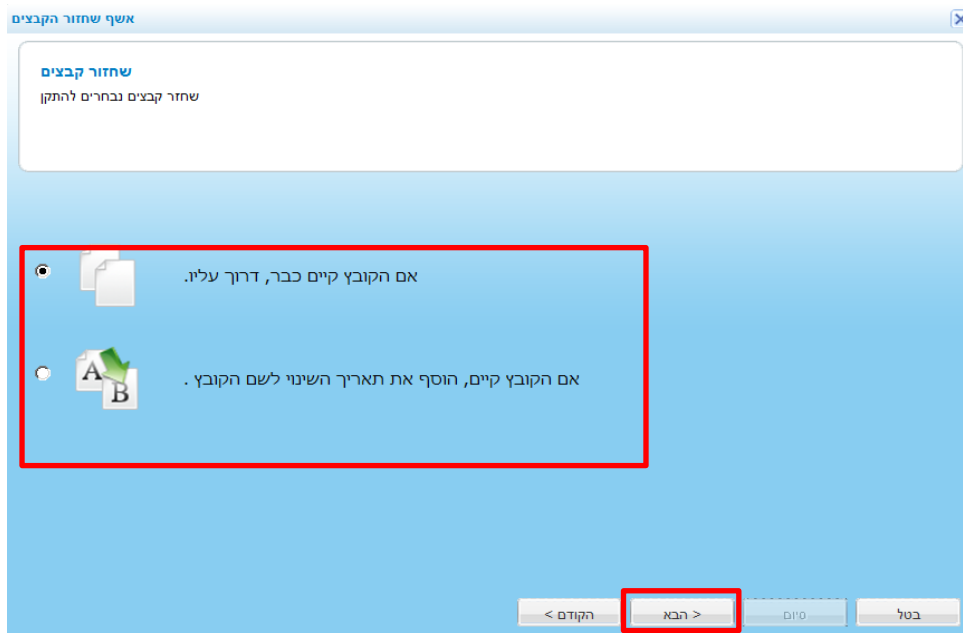 אשף שחזור הקבצים
שחזור קבצים
שחזר קבצים נבחרים להתקן
אם הקובץ קיים כבר, דרוך עליו.
A
B
אם הקובץ קיים, הוסף את תאריך השינוי לשם הקובץ .
הקודם >
< הבא
סיום
בטל